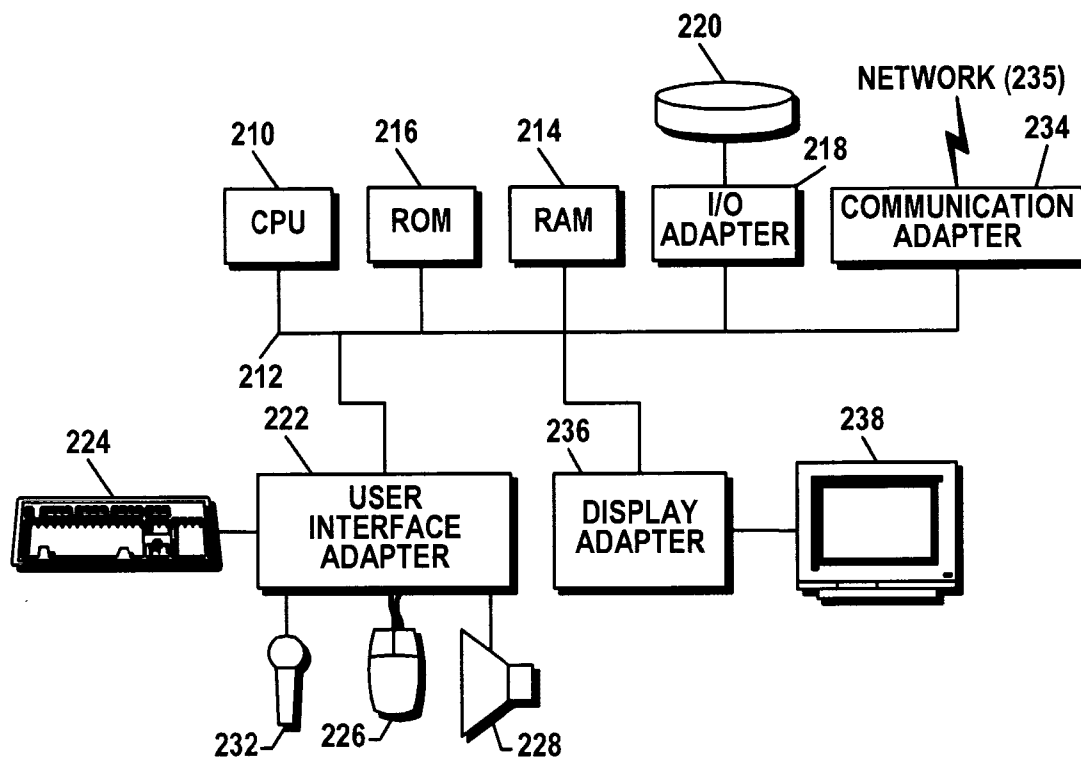 220
NETWORK (235)
210
216
214
218
234
CPU
ROM
RAM
I/O
ADAPTER
COMMUNICATION
ADAPTER
212
224
222
236
238
USER
INTERFACE
ADAPTER
DISPLAY
ADAPTER
232
226
228